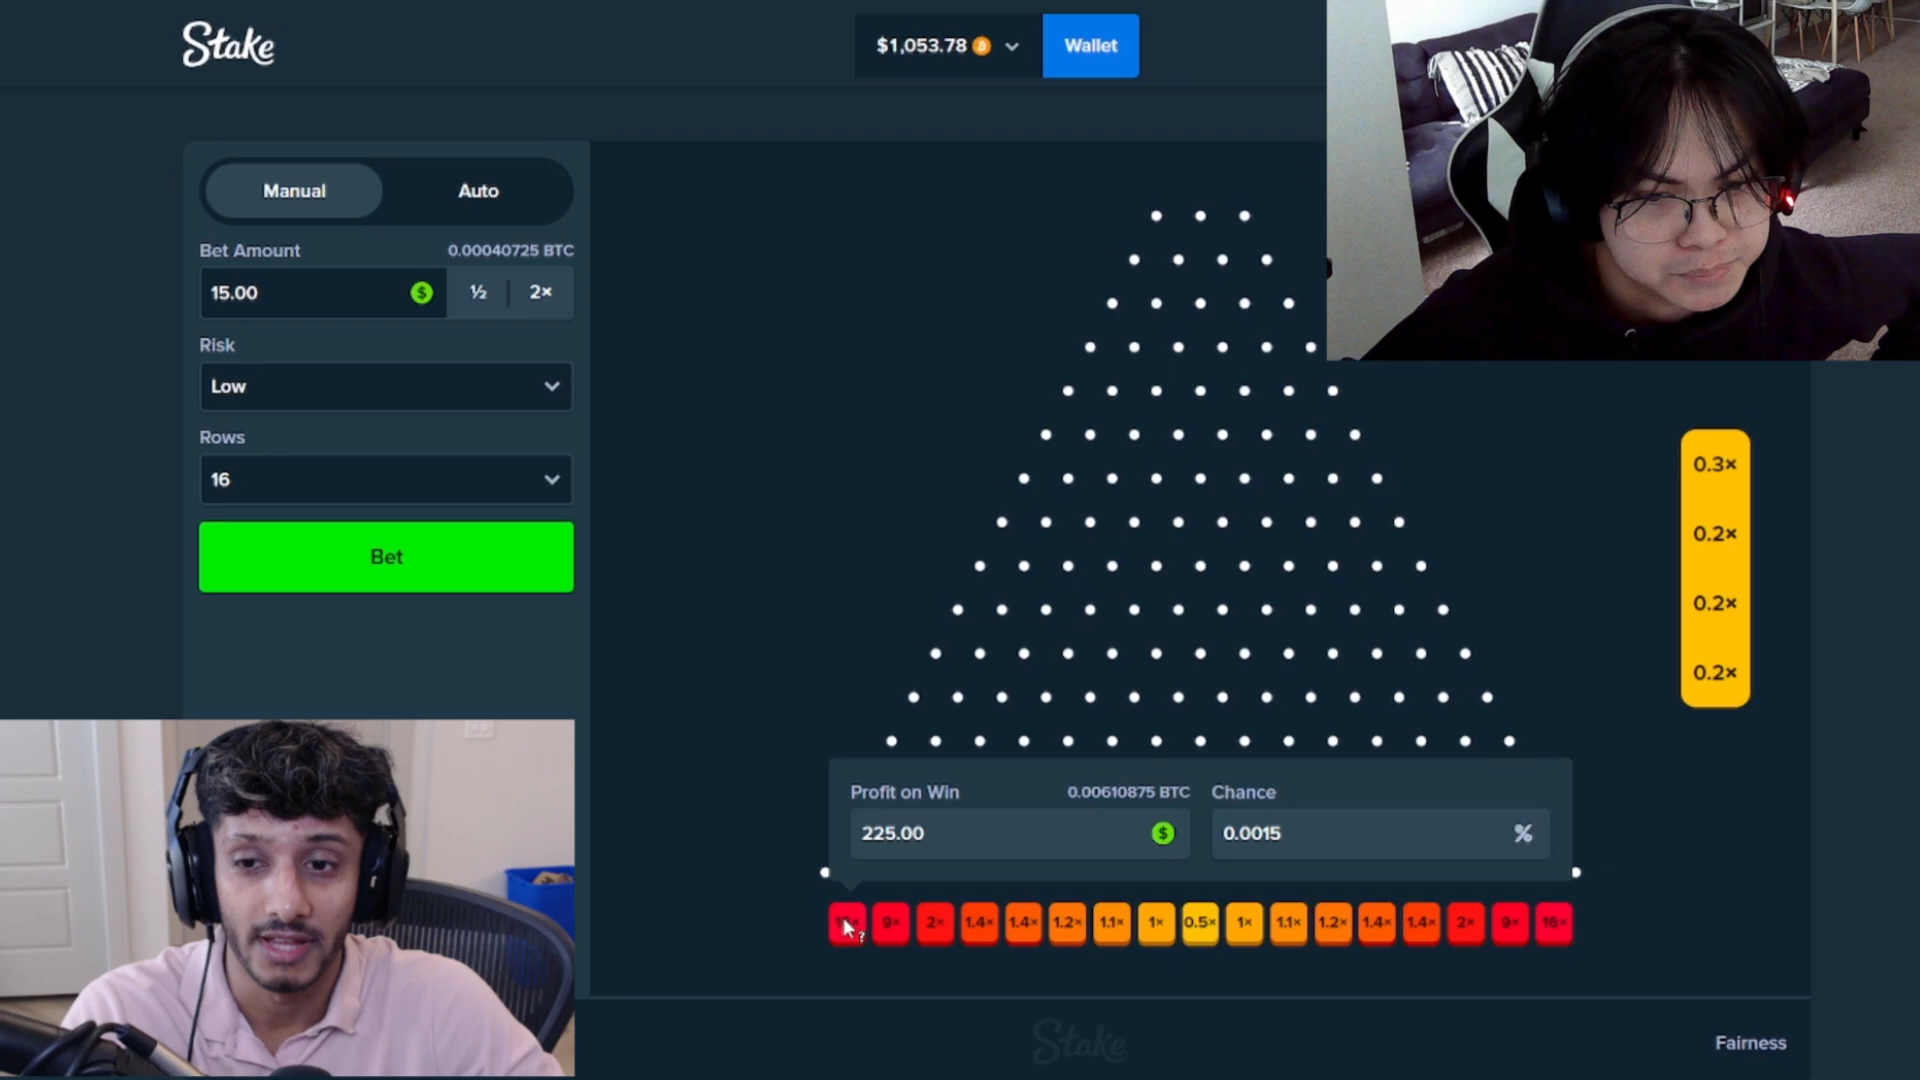 Stake
$1,053.78
Wallet
Manual
Auto
Bet Amount
0.00040725 BTC
15.00
$
½
2×
Risk
Low
Rows
16
Bet
0.3×
0.2×
0.2×
0.2×
Profit on Win
0.00610875 BTC
Chance
225.00
$
0.0015
%
9×
2×
1.4×
1.4×
1.2×
1.1×
1×
0.5×
1×
1.1×
1.2×
1.4×
1.4×
2×
9×
16×
?
Stake
Fairness